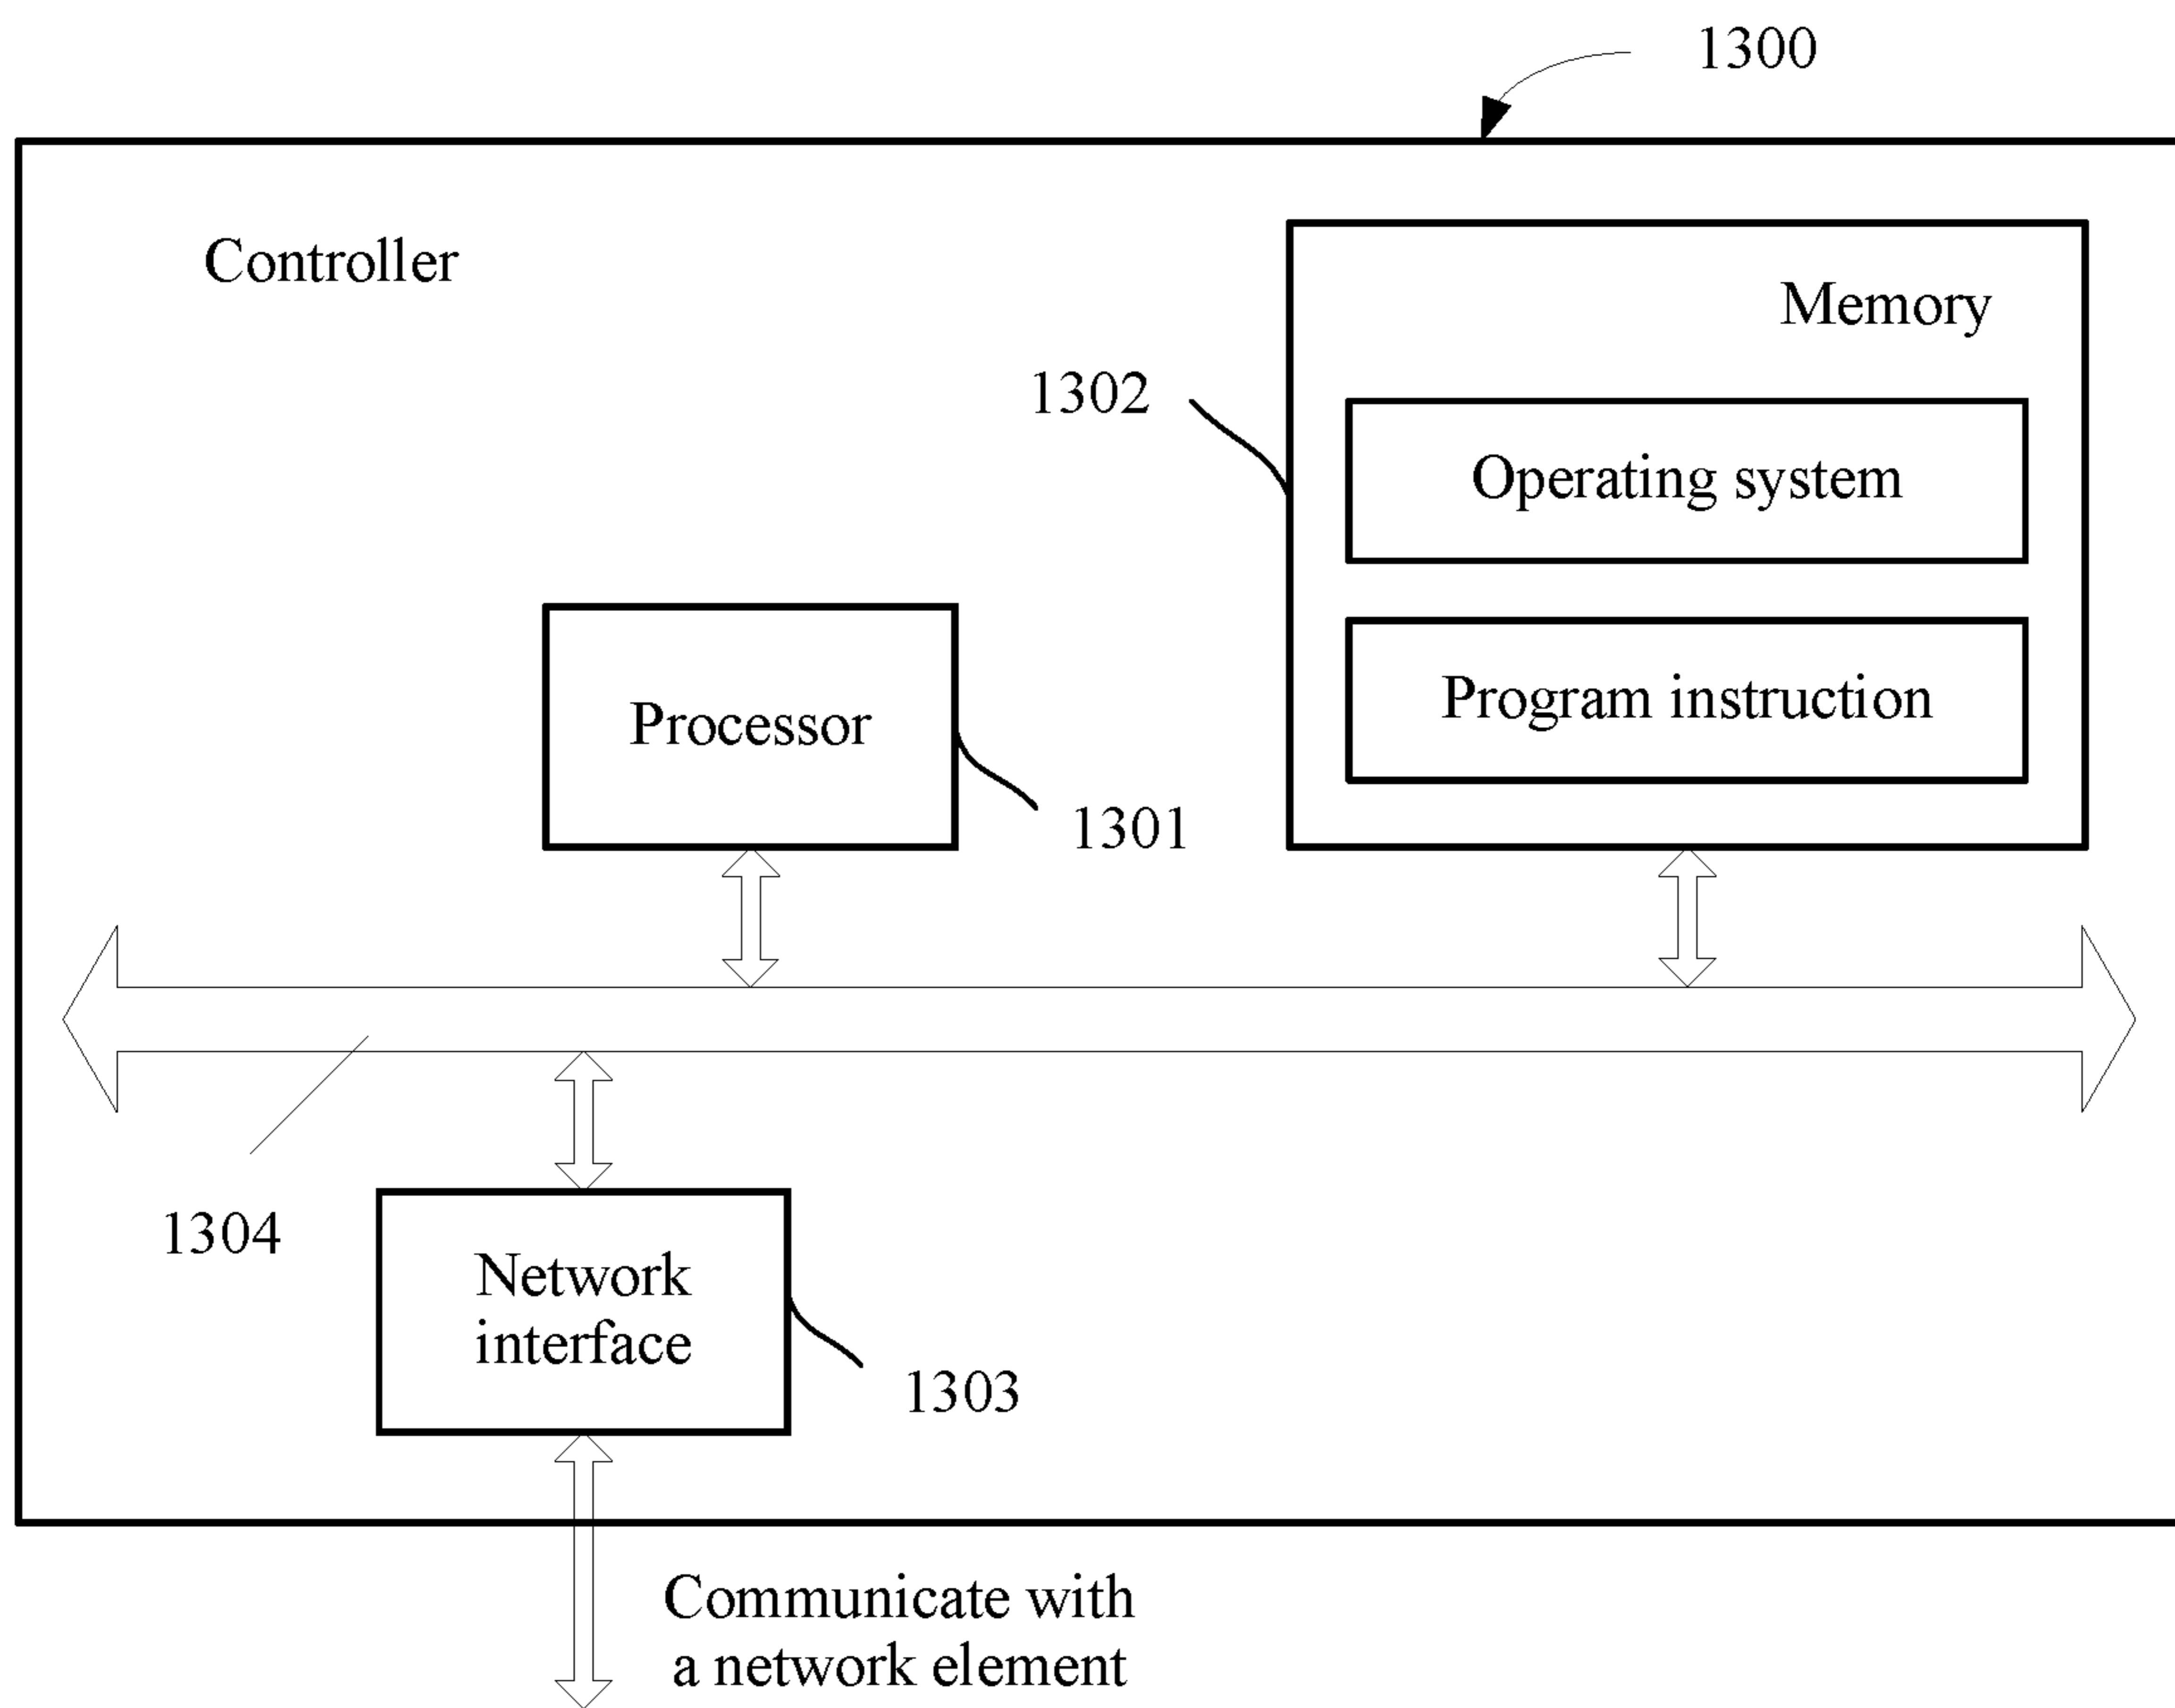 1300
Controller
Memory
1302
Operating system
Program instruction
Processor
1301
1304
Network
interface
1303
Communicate with
a network element